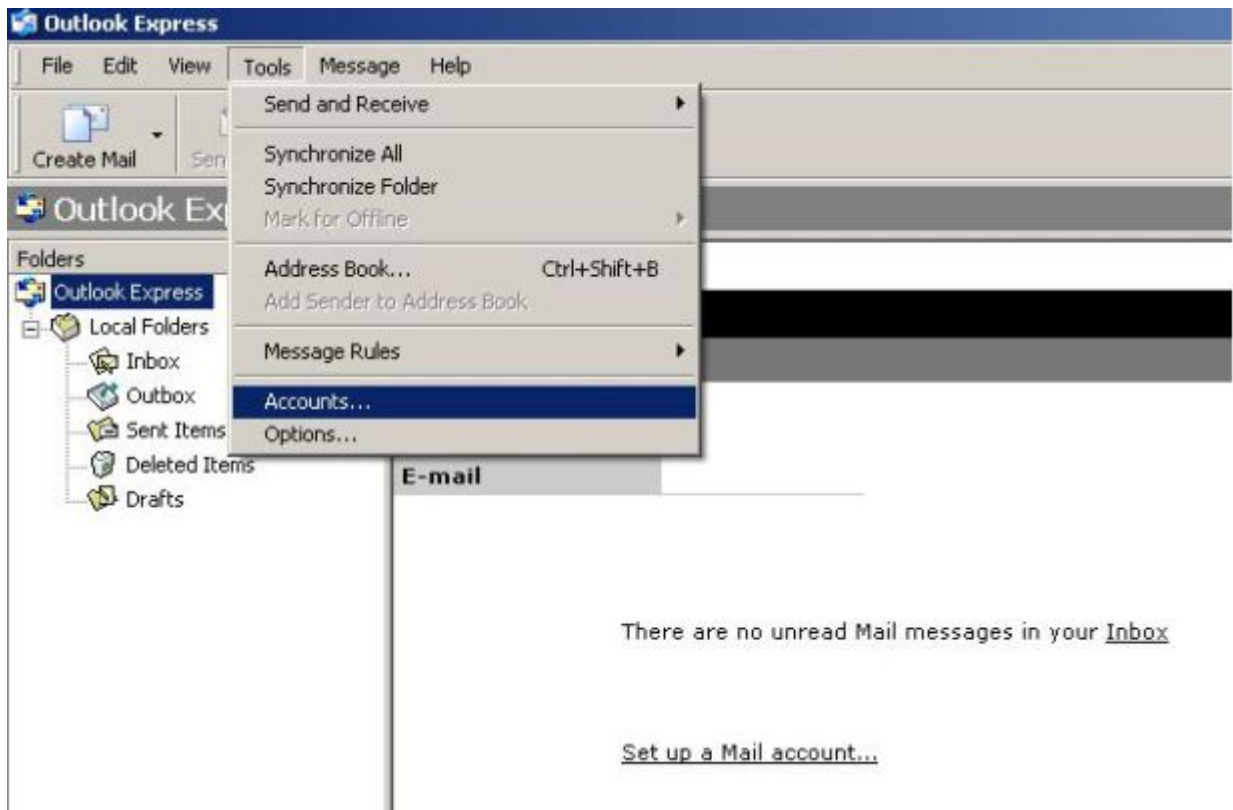 Outlook Express
File Edit View Tools Message Help
Create Mail Sen
Outlook Ex
Folders
Outlook Express
Local Folders
Inbox
Outbox
Sent Items
Deleted Items
Drafts
Send and Receive
Synchronize All
Synchronize Folder
Mark for Offline
Address Book... Ctrl+Shift+B
Add Sender to Address Book
Message Rules
Accounts...
Options...
E-mail
There are no unread Mail messages in your Inbox
Set up a Mail account...